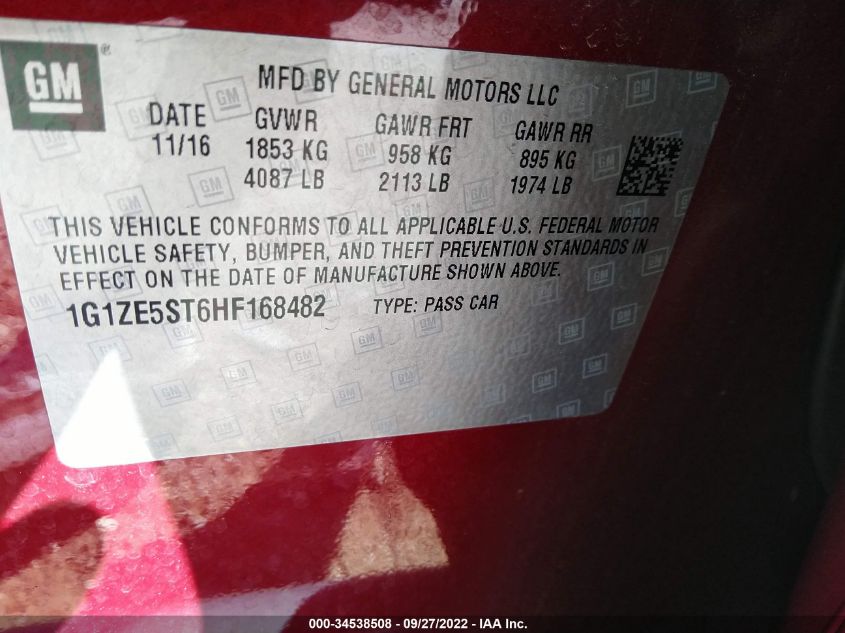 GM ®
MFD BY GENERAL MOTORS LLC
DATE GVWR GAWR FRT GAWR RR
11/16 1853 KG 958 KG 895 KG
4087 LB 2113 LB 1974 LB
THIS VEHICLE CONFORMS TO ALL APPLICABLE U.S. FEDERAL MOTOR
VEHICLE SAFETY, BUMPER, AND THEFT PREVENTION STANDARDS IN
EFFECT ON THE DATE OF MANUFACTURE SHOWN ABOVE.
1G1ZE5ST6HF168482 TYPE: PASS CAR
000-34538508 - 09/27/2022 - IAA Inc.